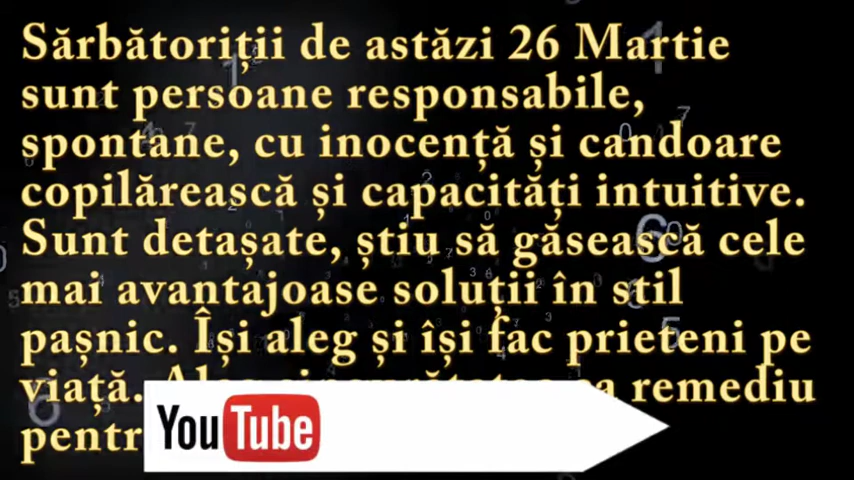 Sărbătoriții de astăzi 26 Martie
sunt persoane responsabile,
spontane, cu inocență și candoare
copilărească și capacități intuitive.
Sunt detașate, știu să găsească cele
mai avantajoase soluții în stil
pașnic. Își aleg și își fac prieteni pe
viață. remediu
YouTube